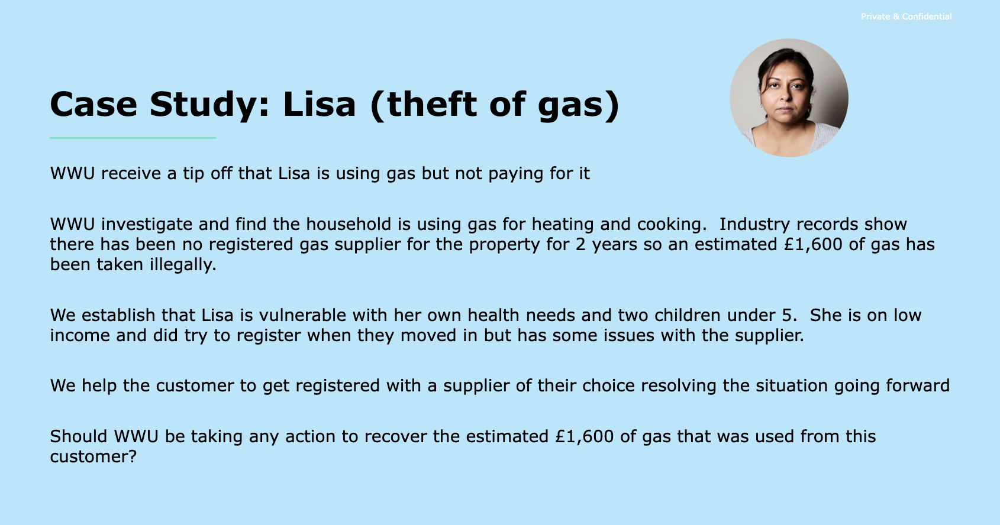 Private & Confidential
Case Study: Lisa (theft of gas)
WWU receive a tip off that Lisa is using gas but not paying for it
WWU investigate and find the household is using gas for heating and cooking.  Industry records show
there has been no registered gas supplier for the property for 2 years so an estimated £1,600 of gas has
been taken illegally.
We establish that Lisa is vulnerable with her own health needs and two children under 5.  She is on low
income and did try to register when they moved in but has some issues with the supplier.
We help the customer to get registered with a supplier of their choice resolving the situation going forward
Should WWU be taking any action to recover the estimated £1,600 of gas that was used from this
customer?